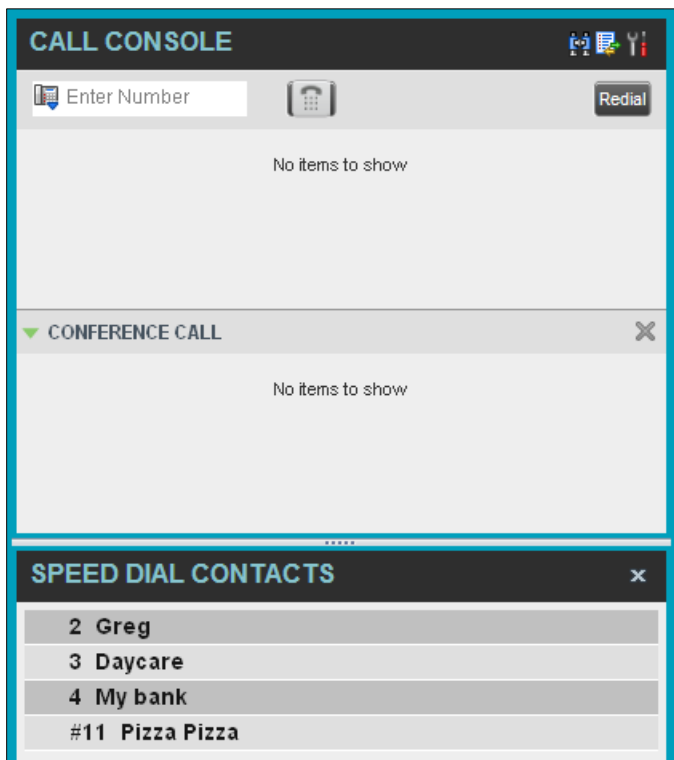 CALL CONSOLE
Enter Number
Redial
No items to show
CONFERENCE CALL
No items to show
SPEED DIAL CONTACTS
2 Greg
3 Daycare
4 My bank
#11 Pizza Pizza